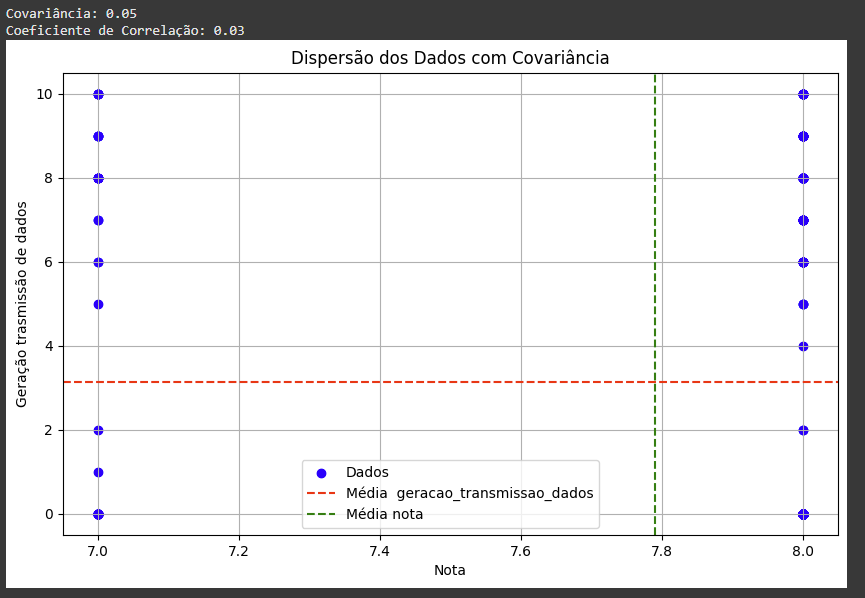 Covariância: 0.05
Coeficiente de Correlação: 0.03
Dispersão dos Dados com Covariância
10
8
6
4
2
0
Geração trasmissão de dados
Dados
Média  geracao_transmissao_dados
Média nota
7.0
7.2
7.4
7.6
7.8
8.0
Nota